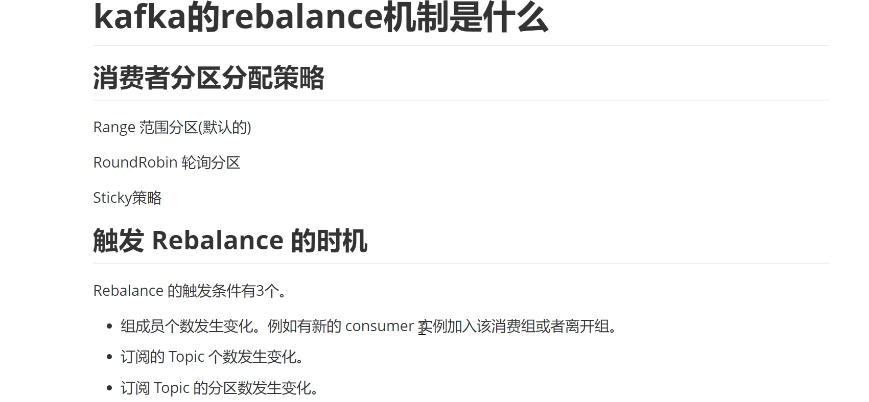 kafka的rebalance机制是什么
消费者分区分配策略
Range 范围分区(默认的)
RoundRobin 轮询分区
Sticky策略
触发 Rebalance 的时机
Rebalance 的触发条件有3个。
组成员个数发生变化。例如有新的 consumer 实例加入该消费组或者离开组。
订阅的 Topic 个数发生变化。
订阅 Topic 的分区数发生变化。